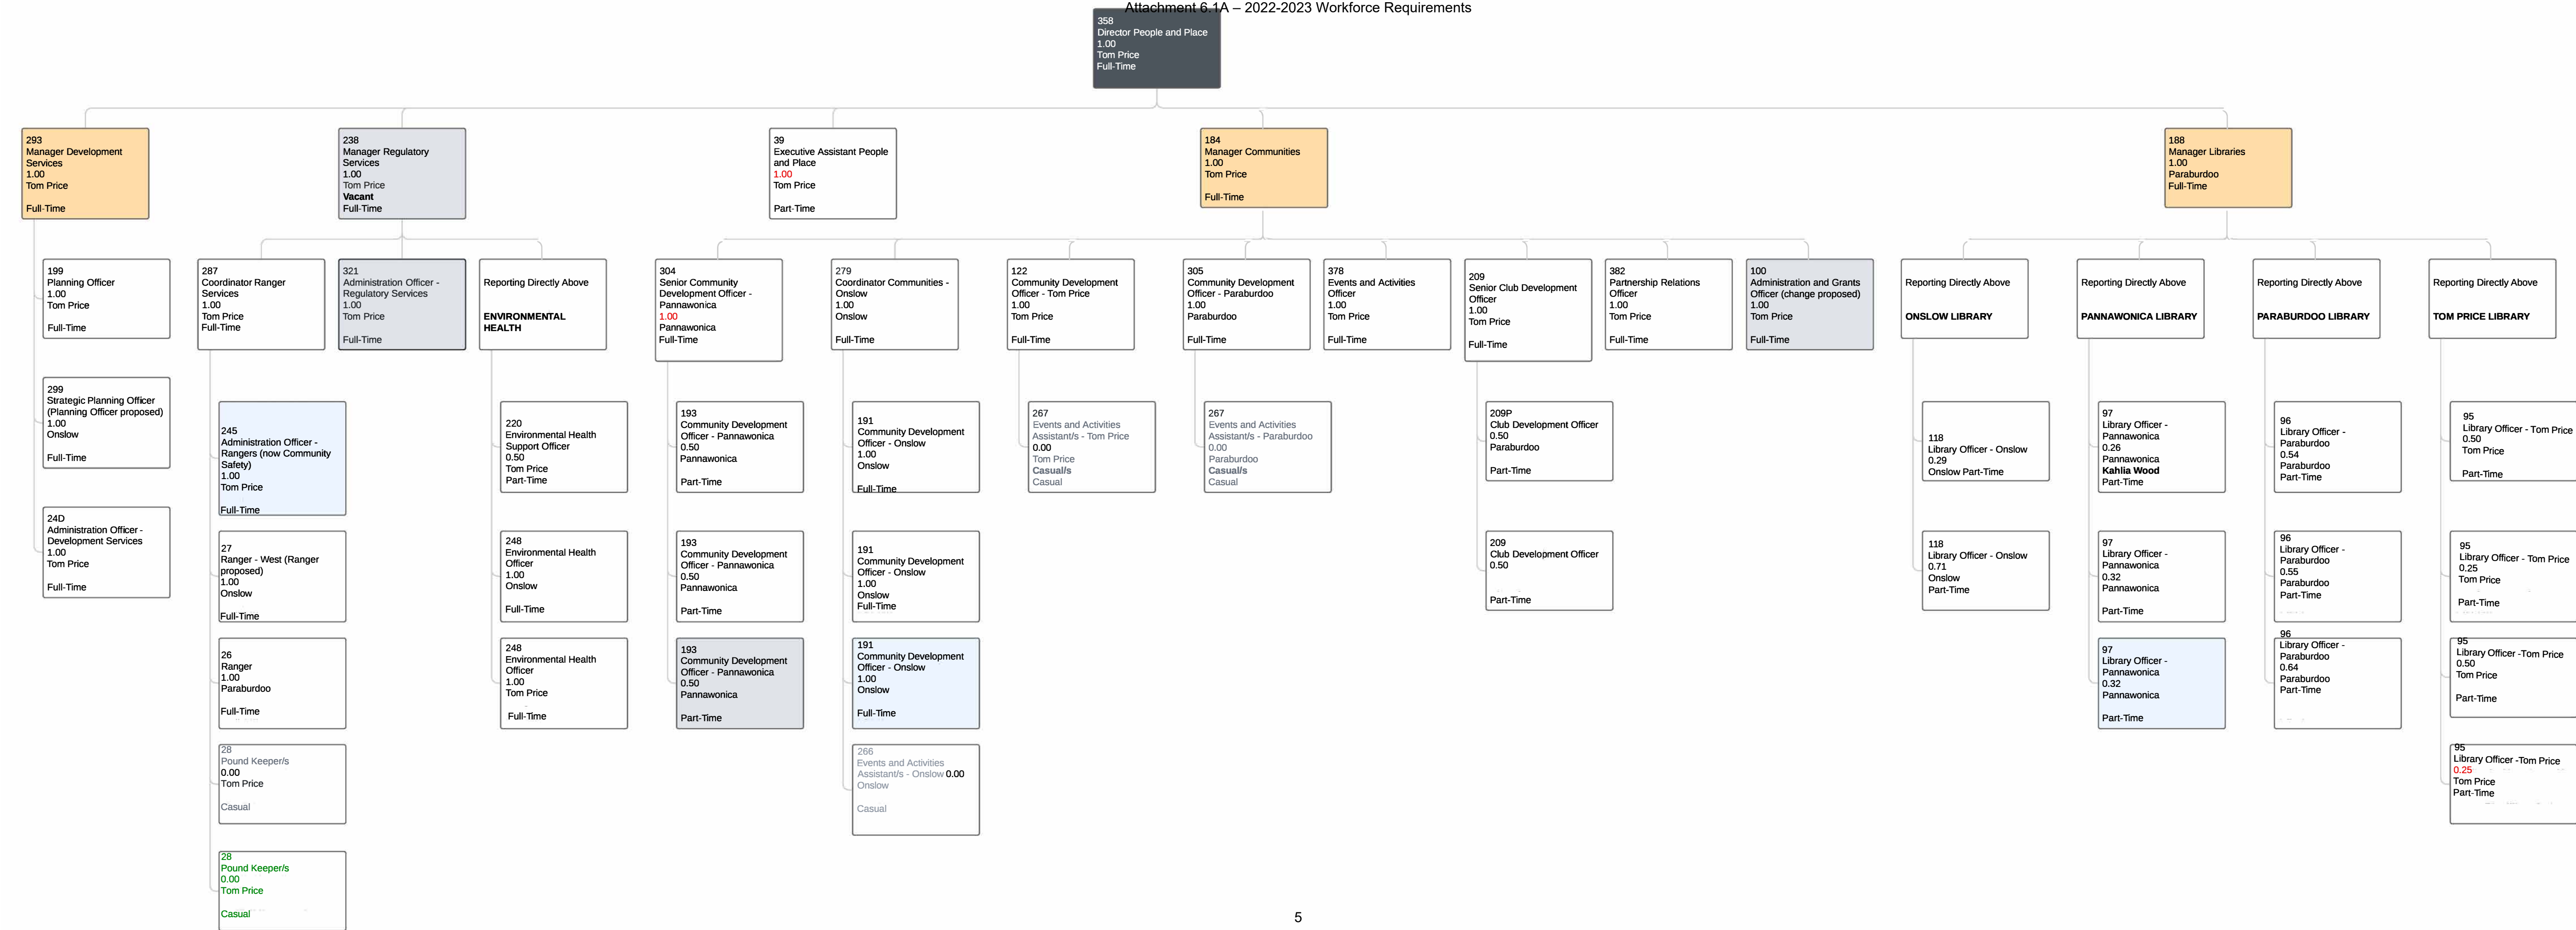 Attachment 6.1A – 2022-2023 Workforce Requirements
358
Director People and Place
1.00
Tom Price
Full-Time
293
Manager Development
Services
1.00
Tom Price
Full-Time
238
Manager Regulatory
Services
1.00
Tom Price
Vacant
Full-Time
39
Executive Assistant People
and Place
1.00
Tom Price
Part-Time
184
Manager Communities
1.00
Tom Price
Full-Time
188
Manager Libraries
1.00
Paraburdoo
Full-Time
199
Planning Officer
1.00
Tom Price
Full-Time
287
Coordinator Ranger
Services
1.00
Tom Price
Full-Time
321
Administration Officer -
Regulatory Services
1.00
Tom Price
Full-Time
Reporting Directly Above
ENVIRONMENTAL
HEALTH
304
Senior Community
Development Officer -
Pannawonica
1.00
Pannawonica
Full-Time
279
Coordinator Communities -
Onslow
1.00
Onslow
Full-Time
122
Community Development
Officer - Tom Price
1.00
Tom Price
Full-Time
305
Community Development
Officer - Paraburdoo
1.00
Paraburdoo
Full-Time
378
Events and Activities
Officer
1.00
Tom Price
Full-Time
209
Senior Club Development
Officer
1.00
Tom Price
Full-Time
382
Partnership Relations
Officer
1.00
Tom Price
Full-Time
100
Administration and Grants
Officer (change proposed)
1.00
Tom Price
Full-Time
Reporting Directly Above
ONSLOW LIBRARY
Reporting Directly Above
PANNAWONICA LIBRARY
Reporting Directly Above
PARABURDOO LIBRARY
Reporting Directly Above
TOM PRICE LIBRARY
299
Strategic Planning Officer
(Planning Officer proposed)
1.00
Onslow
Full-Time
245
Administration Officer -
Rangers (now Community
Safety)
1.00
Tom Price
Full-Time
220
Environmental Health
Support Officer
0.50
Tom Price
Part-Time
193
Community Development
Officer - Pannawonica
0.50
Pannawonica
Part-Time
191
Community Development
Officer - Onslow
1.00
Onslow
Full-Time
267
Events and Activities
Assistant/s - Tom Price
0.00
Tom Price
Casual/s
Casual
267
Events and Activities
Assistant/s - Paraburdoo
0.00
Paraburdoo
Casual/s
Casual
209P
Club Development Officer
0.50
Paraburdoo
Part-Time
118
Library Officer - Onslow
0.29
Onslow Part-Time
97
Library Officer -
Pannawonica
0.26
Pannawonica
Kahlia Wood
Part-Time
96
Library Officer -
Paraburdoo
0.54
Paraburdoo
Part-Time
95
Library Officer - Tom Price
0.50
Tom Price
Part-Time
24D
Administration Officer -
Development Services
1.00
Tom Price
Full-Time
27
Ranger - West (Ranger
proposed)
1.00
Onslow
Full-Time
248
Environmental Health
Officer
1.00
Onslow
Full-Time
193
Community Development
Officer - Pannawonica
0.50
Pannawonica
Part-Time
191
Community Development
Officer - Onslow
1.00
Onslow
Full-Time
209
Club Development Officer
0.50
Part-Time
118
Library Officer - Onslow
0.71
Onslow
Part-Time
97
Library Officer -
Pannawonica
0.32
Pannawonica
Part-Time
96
Library Officer -
Paraburdoo
0.55
Paraburdoo
Part-Time
95
Library Officer - Tom Price
0.25
Tom Price
Part-Time
26
Ranger
1.00
Paraburdoo
Full-Time
248
Environmental Health
Officer
1.00
Tom Price
Full-Time
193
Community Development
Officer - Pannawonica
0.50
Pannawonica
Part-Time
191
Community Development
Officer - Onslow
1.00
Onslow
Full-Time
97
Library Officer -
Pannawonica
0.32
Pannawonica
Part-Time
96
Library Officer -
Paraburdoo
0.64
Paraburdoo
Part-Time
95
Library Officer -Tom Price
0.50
Tom Price
Part-Time
28
Pound Keeper/s
0.00
Tom Price
Casual
266
Events and Activities
Assistant/s - Onslow 0.00
Onslow
Casual
95
Library Officer -Tom Price
0.25
Tom Price
Part-Time
28
Pound Keeper/s
0.00
Tom Price
Casual
5